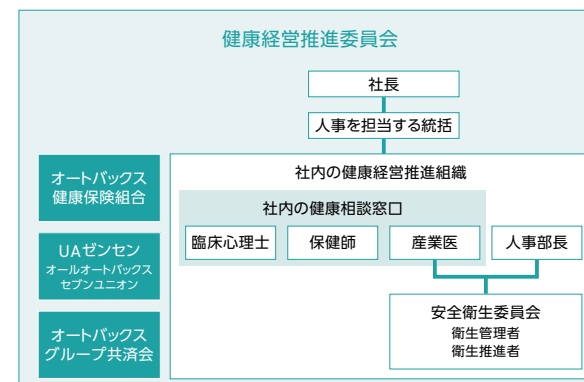 健康経営推進委員会
社長
人事を担当する統括
オートバックス
健康保険組合
UAゼンセン
オールオートバックス
セブンユニオン
オートバックス
グループ共済会
社内の健康経営推進組織
社内の健康相談窓口
臨床心理士
保健師
産業医
人事部長
安全衛生委員会
衛生管理者
衛生推進者